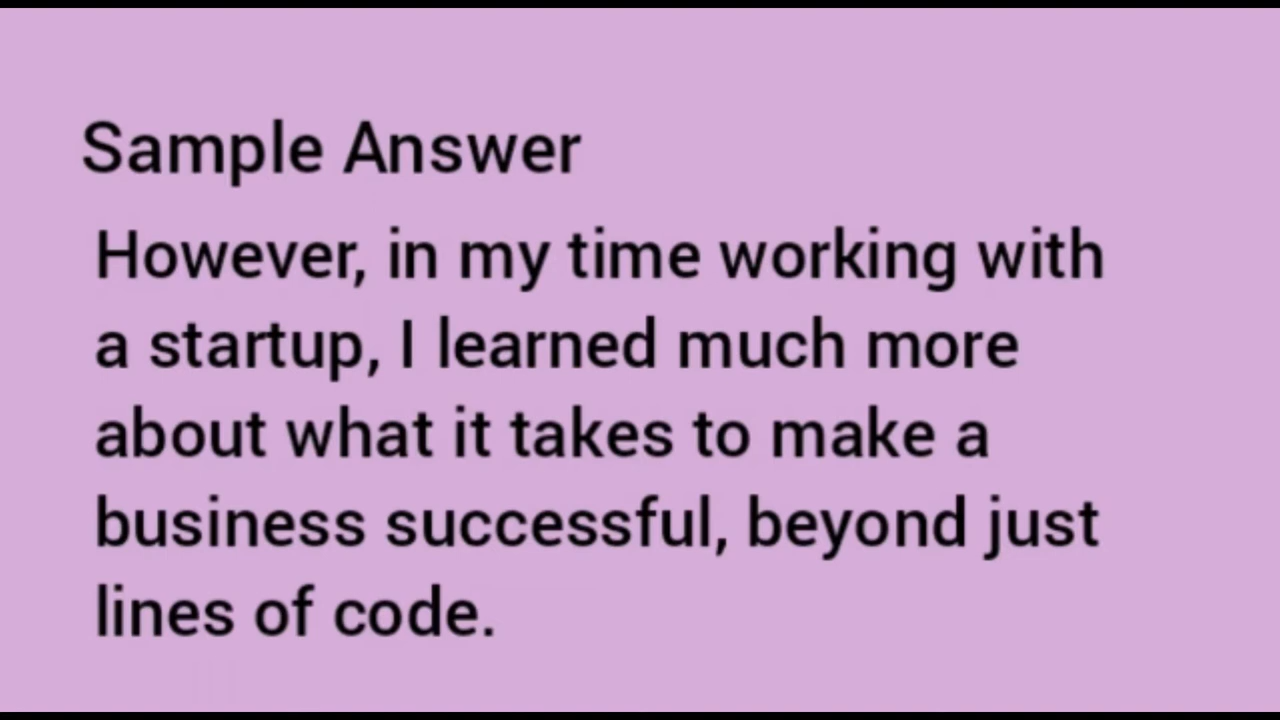 Sample Answer
However, in my time working with
a startup, I learned much more
about what it takes to make a
business successful, beyond just
lines of code.